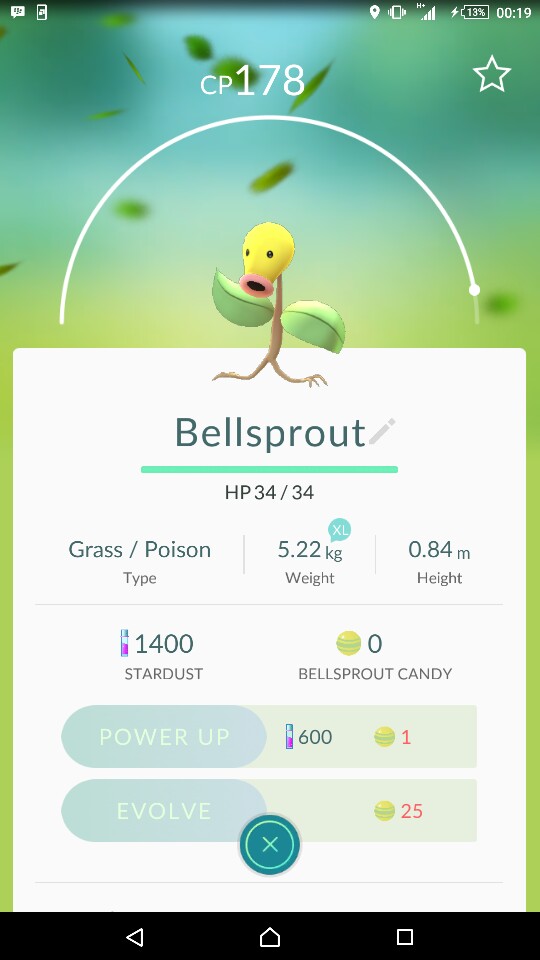 H+ 13% 00:19
CP178
Bellsprout
HP 34 / 34
XL
Grass / Poison 5.22 kg 0.84 m
Type Weight Height
1400 0
STARDUST BELLSPROUT CANDY
POWER UP 600 1
EVOLVE 25